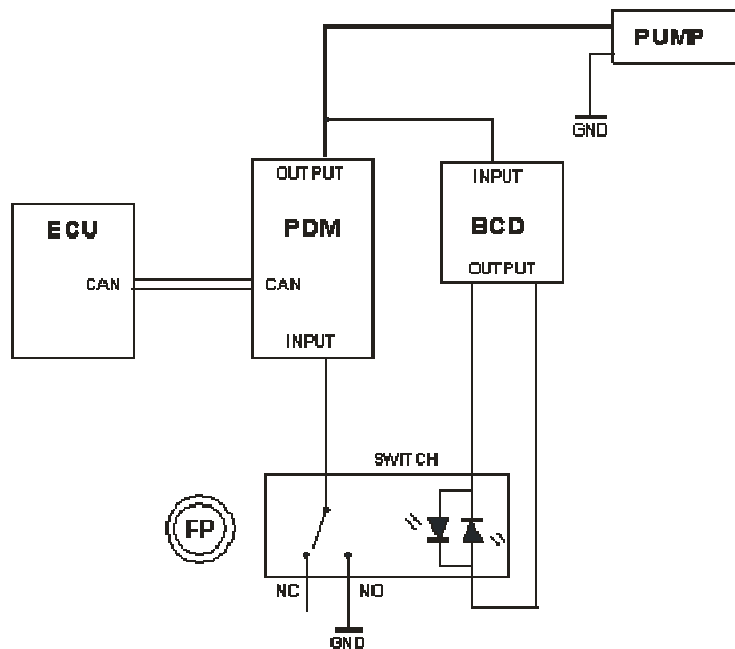 PUMP
GND
OUTPUT
INPUT
ECU
PDM
BCD
OUTPUT
CAN
CAN
INPUT
SWITCH
FP
NC
NO
GND